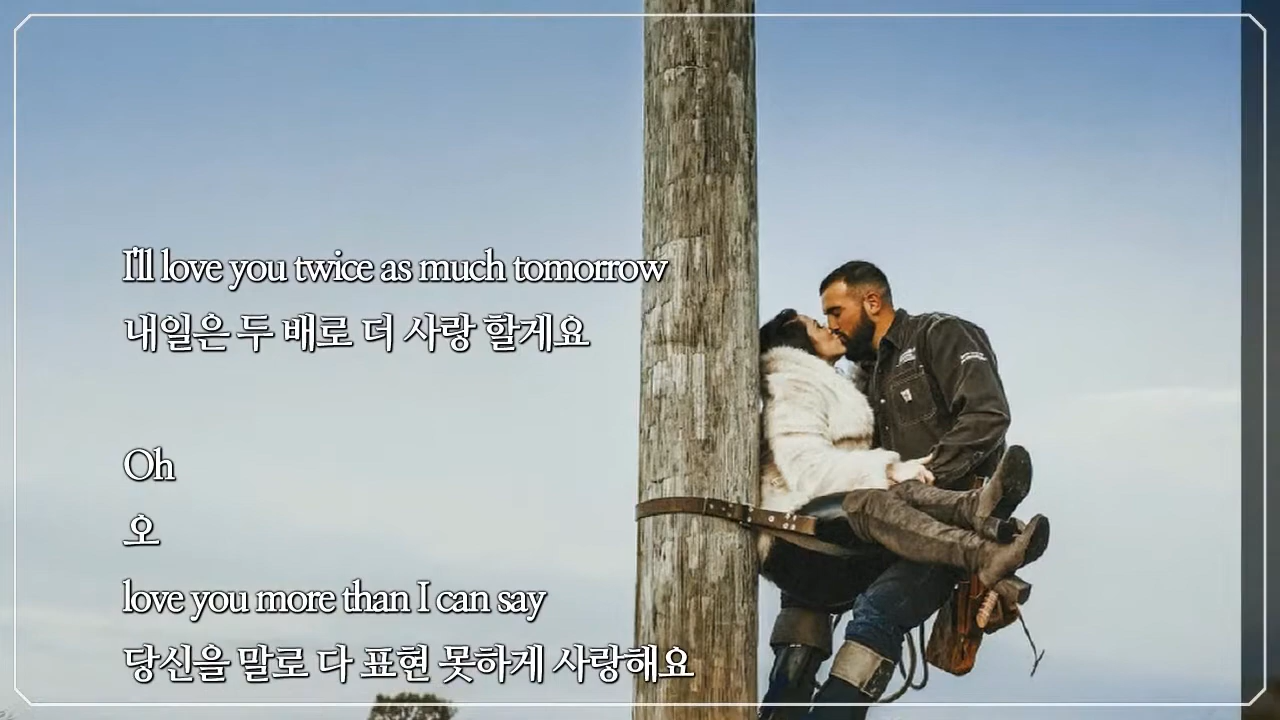 I'll love you twice as much tomorrow
내일은 두 배로 더 사랑 할게요
Oh
오
love you more than I can say
당신을 말로 다 표현 못하게 사랑해요